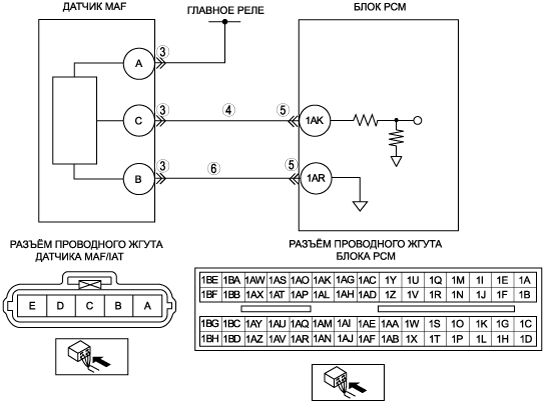 ДАТЧИК MAF
ГЛАВНОЕ РЕЛЕ
БЛОК PCM
A
3
C
3
4
5
1AK
B
3
6
5
1AR
РАЗЪЁМ ПРОВОДНОГО ЖГУТА
ДАТЧИКА MAF/IAT
E D C B A
РАЗЪЁМ ПРОВОДНОГО ЖГУТА
БЛОКА PCM
1BE 1BA 1AW 1AS 1AO 1AK 1AG 1AC 1Y 1U 1Q 1M 1I 1E 1A
1BF 1BB 1AX 1AT 1AP 1AL 1AH 1AD 1Z 1V 1R 1N 1J 1F 1B
1BG 1BC 1AY 1AU 1AQ 1AM 1AI 1AE 1AA 1W 1S 1O 1K 1G 1C
1BH 1BD 1AZ 1AV 1AR 1AN 1AJ 1AF 1AB 1X 1T 1P 1L 1H 1D